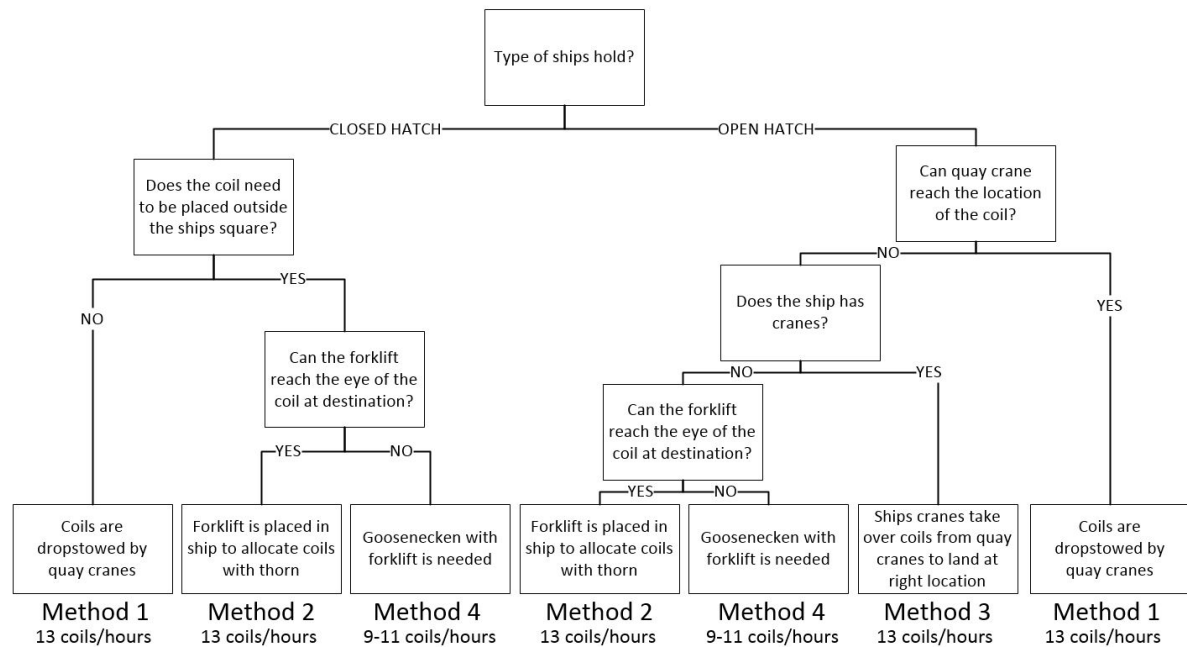 Type of ships hold?
CLOSED HATCH
OPEN HATCH
Does the coil need
to be placed outside
the ships square?
Can quay crane
reach the location
of the coil?
NO
YES
NO
YES
Does the ship has
cranes?
Can the forklift
reach the eye of the
coil at destination?
NO
YES
Can the forklift
reach the eye of the
coil at destination?
YES
NO
YES
NO
Coils are
dropstowed by
quay cranes
Forklift is placed in
ship to allocate coils
with thorn
Goosenecken with
forklift is needed
Forklift is placed in
ship to allocate coils
with thorn
Goosenecken with
forklift is needed
Ships cranes take
over coils from quay
cranes to land at
right location
Coils are
dropstowed by
quay cranes
Method 1
13 coils/hours
Method 2
13 coils/hours
Method 4
9-11 coils/hours
Method 2
13 coils/hours
Method 4
9-11 coils/hours
Method 3
13 coils/hours
Method 1
13 coils/hours